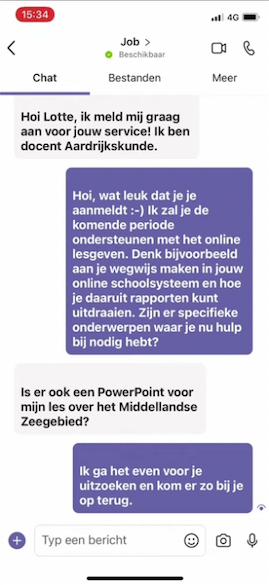 15:34
4G
Job >
Beschikbaar
Chat Bestanden Meer
Hoi Lotte, ik meld mij graag
aan voor jouw service! Ik ben
docent Aardrijkskunde.
Hoi, wat leuk dat je je
aanmeldt :-) Ik zal je de
komende periode
ondersteunen met het online
lesgeven. Denk bijvoorbeeld
aan je wegwijs maken in jouw
online schoolsysteem en hoe
je daaruit rapporten kunt
uitdraaien. Zijn er specifieke
onderwerpen waar je nu hulp
bij nodig hebt?
Is er ook een PowerPoint voor
mijn les over het Middellandse
Zeegebied?
Ik ga het even voor je
uitzoeken en kom er zo bij je
op terug.
Typ een bericht